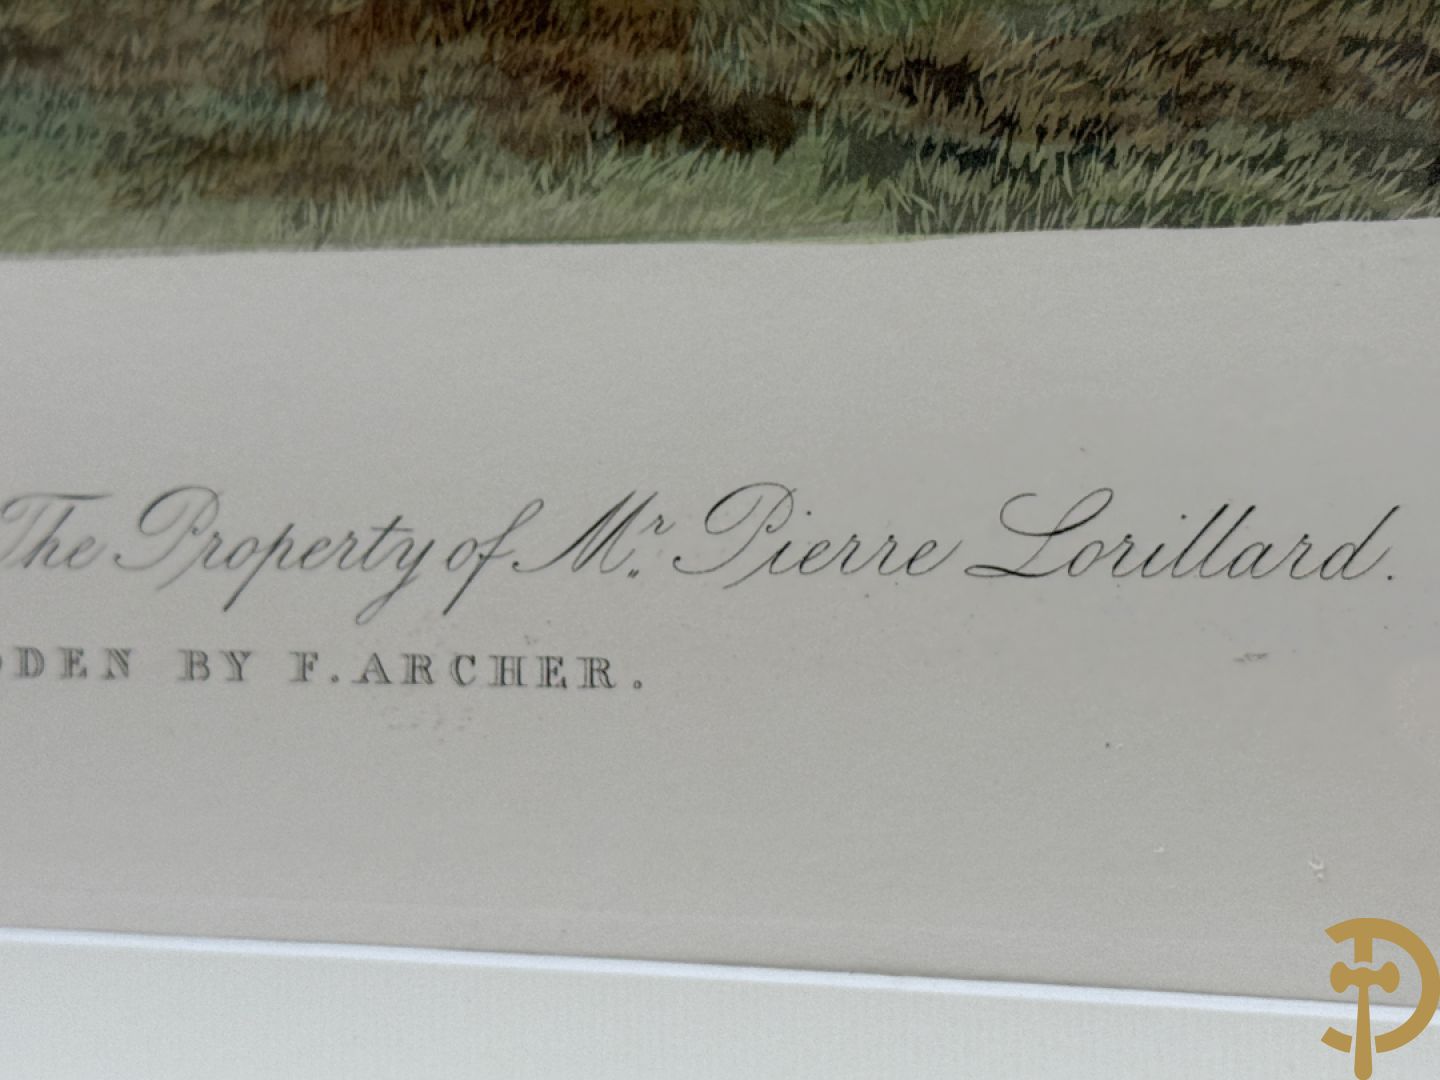 The Property of Mr. Pierre Lorillard.
DDEN BY F. ARCHER.